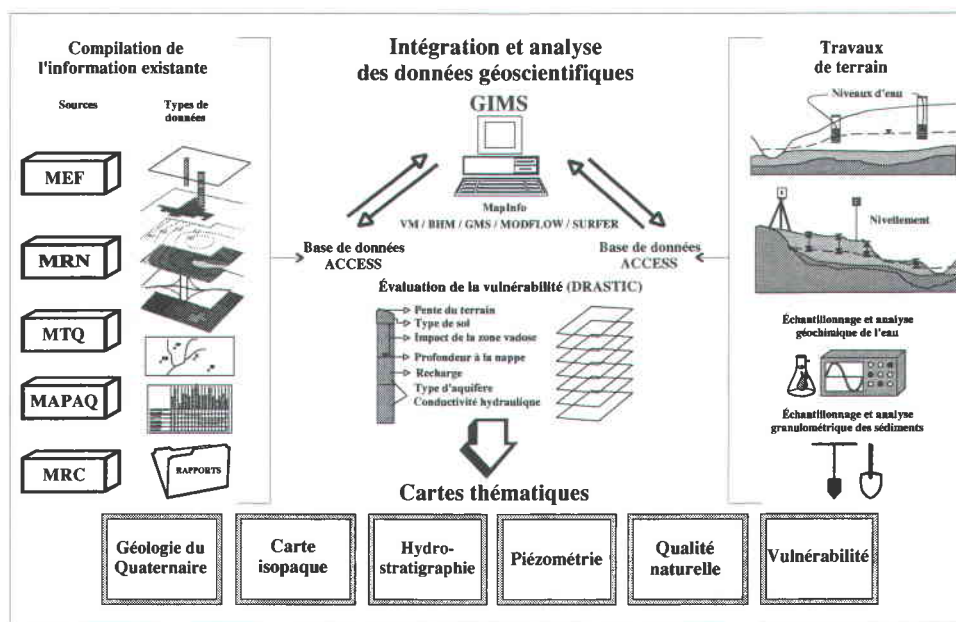 Compilation de
l'information existante
Sources
Types de
données
MEF
MRN
MTQ
MAPAQ
MRC
RAPPORTS
Intégration et analyse
des données géoscientifiques
GIMS
MapInfo
VM / BHM / GMS / MODFLOW / SURFER
Base de données
ACCESS
Base de données
ACCESS
Évaluation de la vulnérabilité (DRASTIC)
Pente du terrain
Type de sol
Impact de la zone vadose
Profondeur à la nappe
Recharge
Type d'aquifère
Conductivité hydraulique
Travaux
de terrain
Niveaux d'eau
Nivellement
Échantillonnage et analyse
géochimique de l'eau
Échantillonnage et analyse
granulométrique des sédiments
Cartes thématiques
Géologie du
Quaternaire
Carte
isopaque
Hydro-
stratigraphie
Piézométrie
Qualité
naturelle
Vulnérabilité